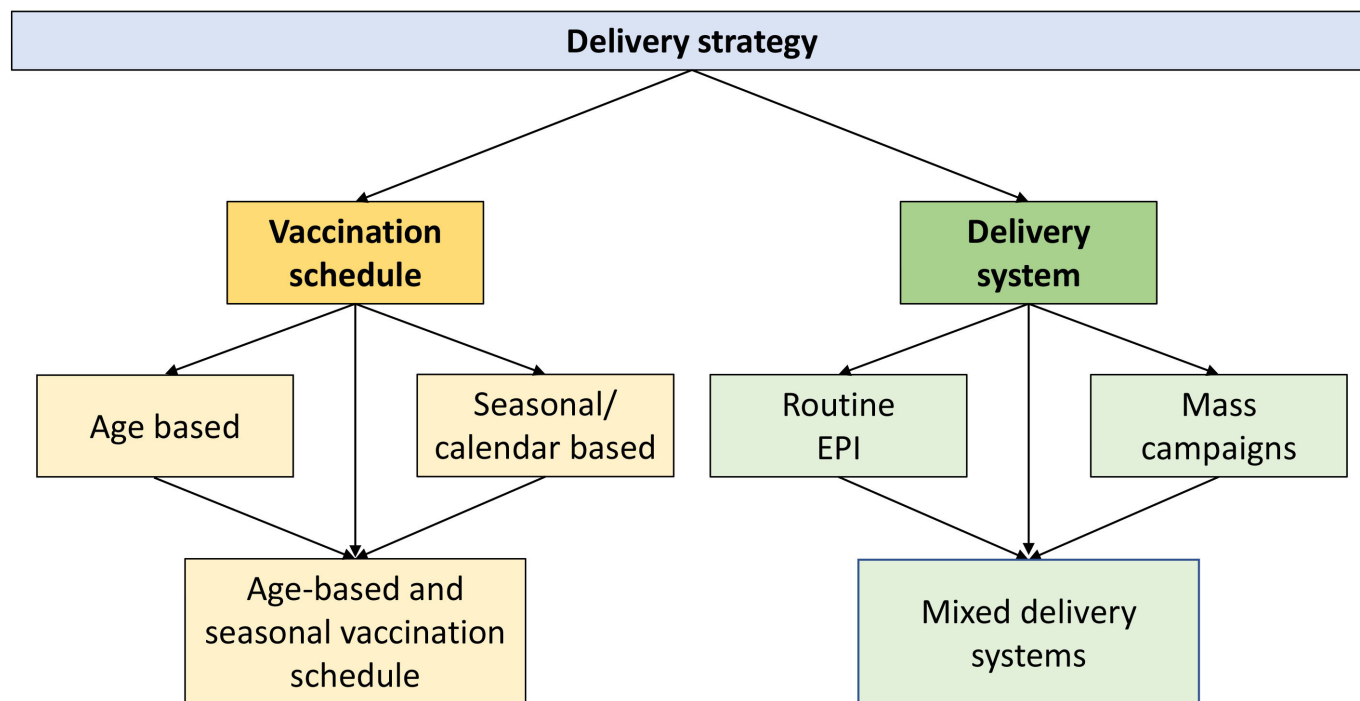 Delivery strategy
Vaccination
schedule
Delivery
system
Age based
Seasonal/
calendar based
Routine
EPI
Mass
campaigns
Age-based and
seasonal vaccination
schedule
Mixed delivery
systems